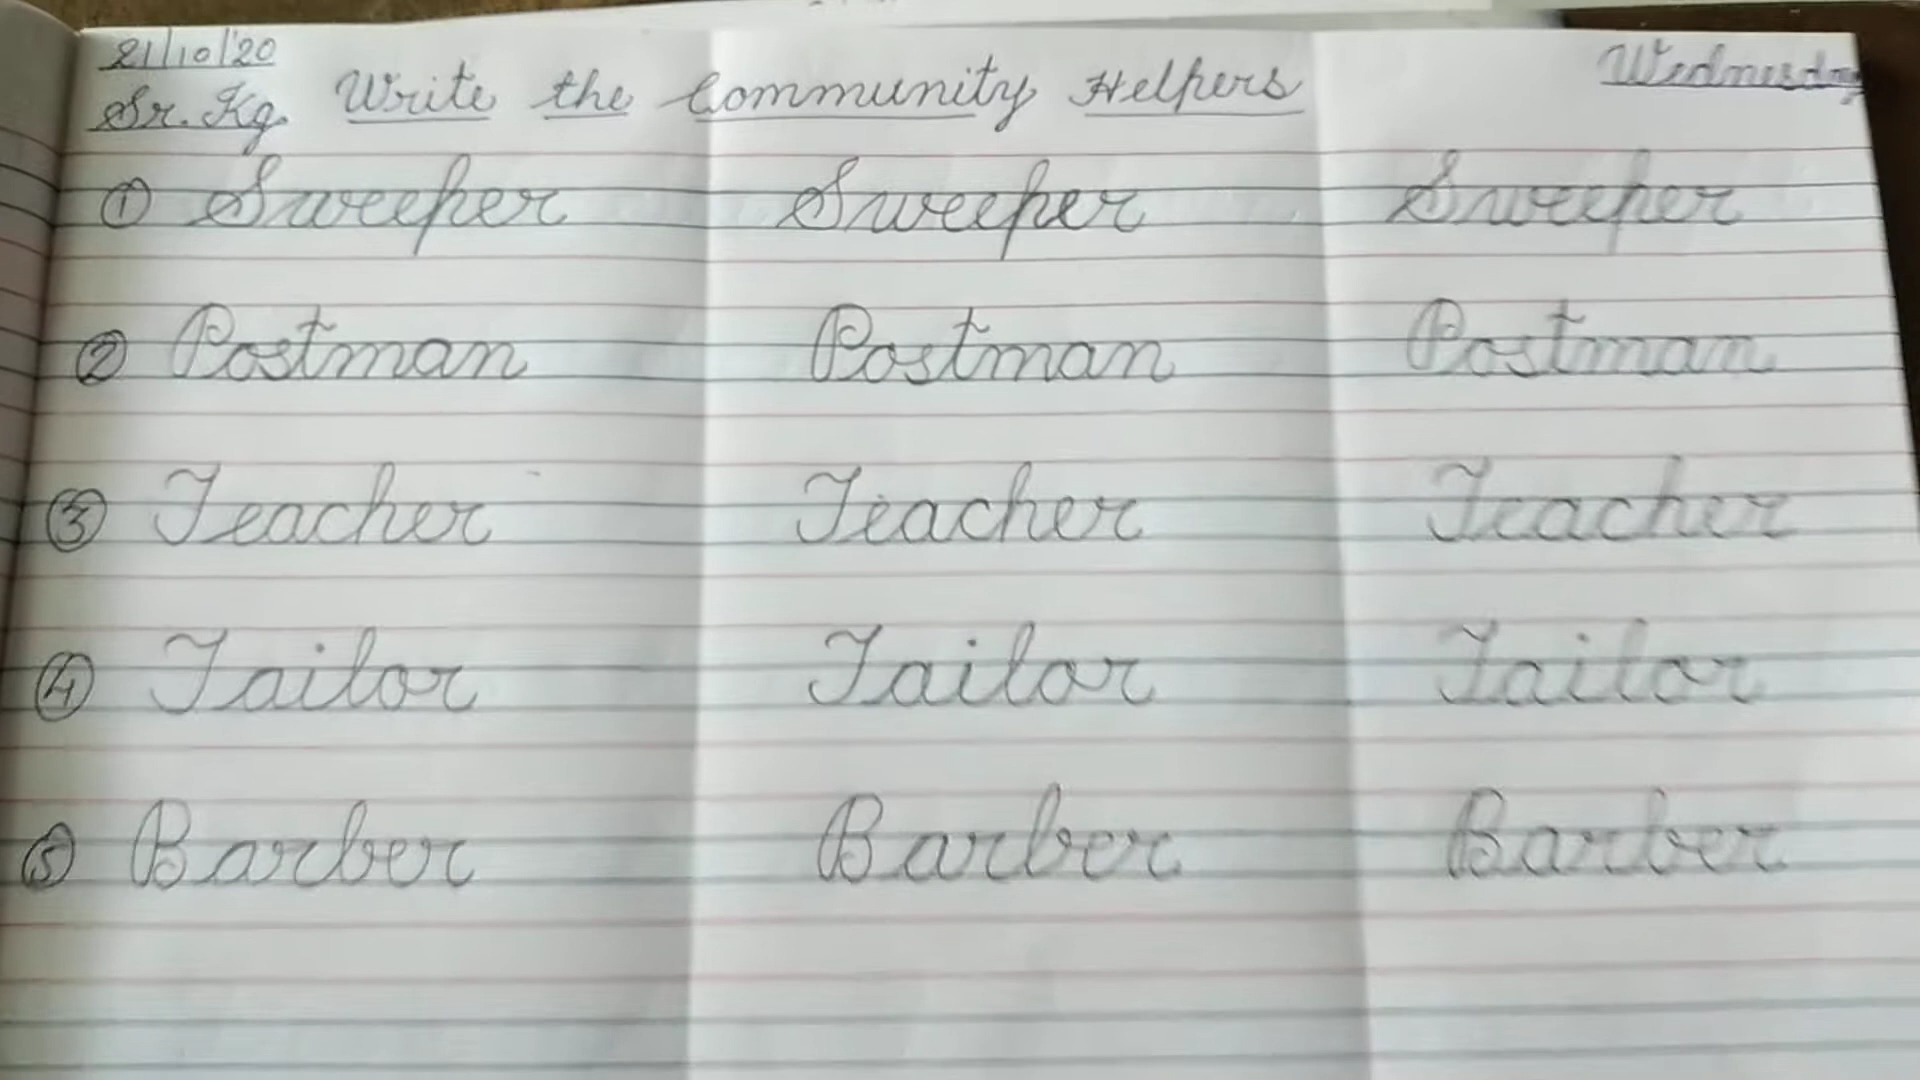 21/10/'20
Wednesday
Sr. Kg. Write the Community Helpers
① Sweeper Sweeper Sweeper
② Postman Postman Postman
③ Teacher Teacher Teacher
④ Tailor Tailor Tailor
⑤ Barber Barber Barber